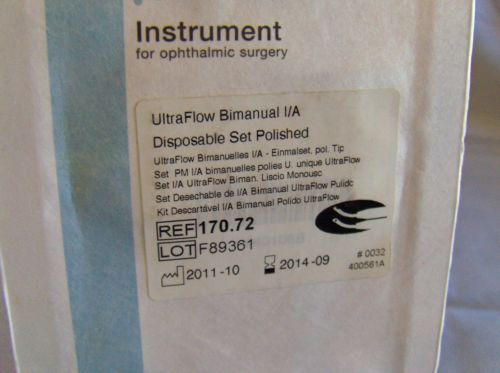 Instrument
for ophthalmic surgery
UltraFlow Bimanual I/A
Disposable Set Polished
UltraFlow Bimanuelles I/A - Einmalset, pol. Tip
Set PM I/A bimanuelles polies U. unique UltraFlow
Set I/A UltraFlow Biman. Liscio Monousc
Set Desechable de I/A Bimanual UltraFlow Pulidc
Kit Descartável I/A Bimanual Polido UltraFlow
REF 170.72
LOT F89361
2011-10 2014-09
# 0032
400561A